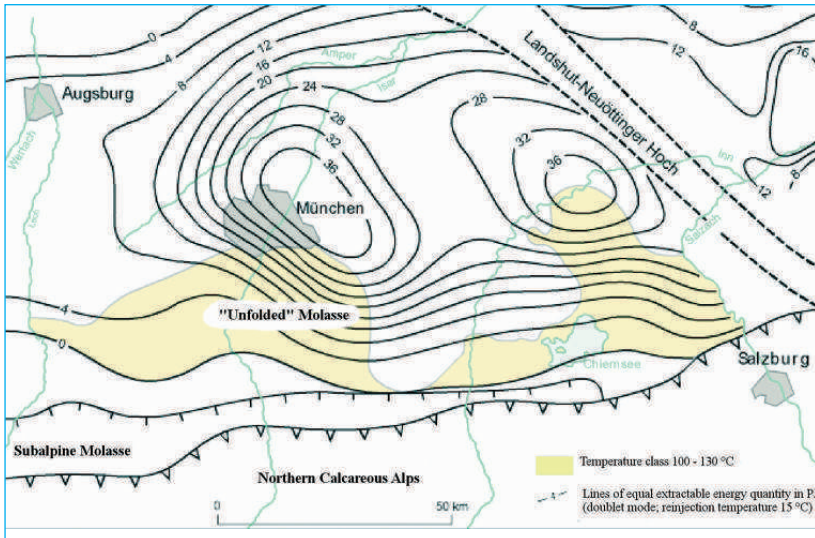 0
4
8
12
16
20
24
28
32
36
Amper
Isar
Augsburg
Wertach
Lech
München
28
32
36
Landshut-Neuöttinger Hoch
Inn
Salzach
8
12
16
12
8
4
0
"Unfolded" Molasse
Chiemsee
Salzburg
Subalpine Molasse
Northern Calcareous Alps
0
50 km
Temperature class 100 - 130 °C
4
Lines of equal extractable energy quantity in P
(doublet mode; reinjection temperature 15 °C)